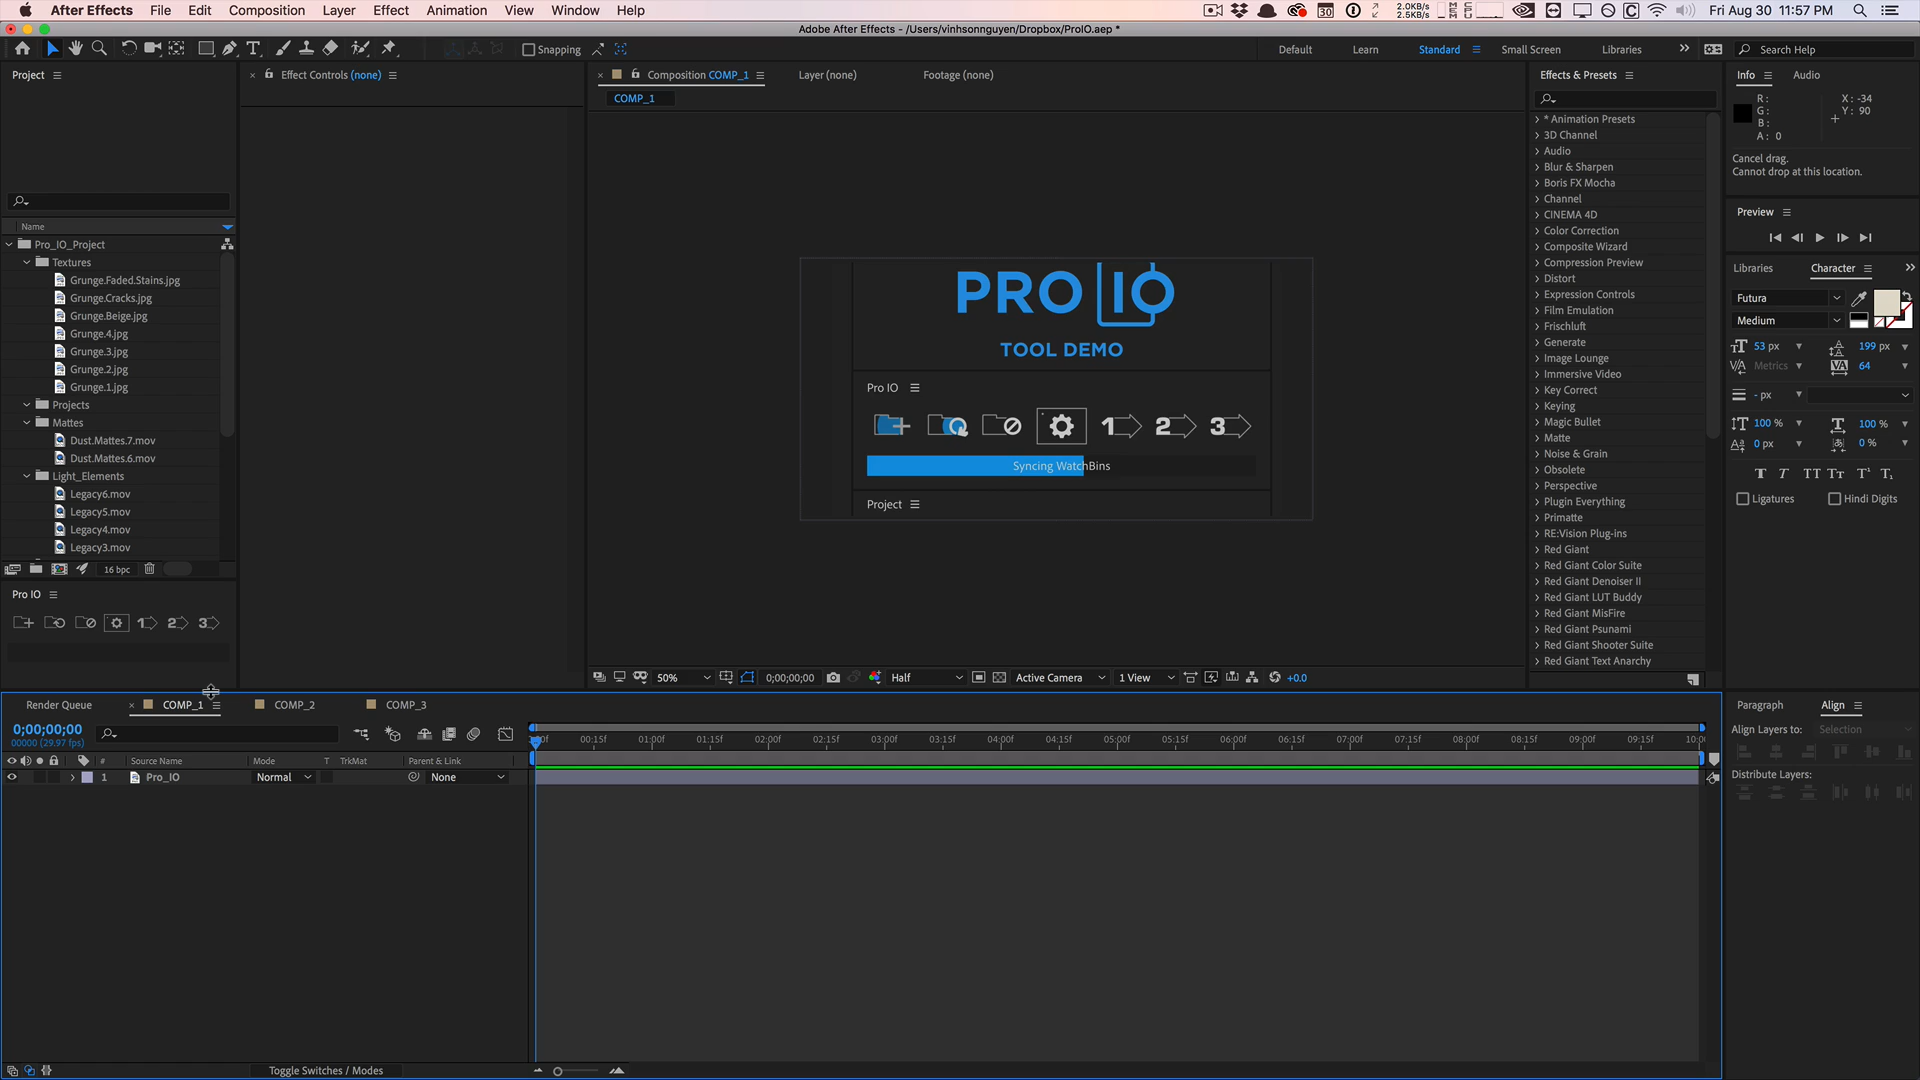 After Effects File Edit Composition Layer Effect Animation View Window Help
30 2.0KB/s 2.5KB/s Fri Aug 30 11:57 PM
Adobe After Effects - /Users/vinhsonnguyen/Dropbox/ProIO.aep *
Snapping Default Learn Standard Small Screen Libraries Search Help
Project
Effect Controls (none)
Composition COMP_1
Layer (none)
Footage (none)
COMP_1
Name
Pro_IO_Project
Textures
Grunge.Faded.Stains.jpg
Grunge.Cracks.jpg
Grunge.Beige.jpg
Grunge.4.jpg
Grunge.3.jpg
Grunge.2.jpg
Grunge.1.jpg
Projects
Mattes
Dust.Mattes.7.mov
Dust.Mattes.6.mov
Light_Elements
Legacy6.mov
Legacy5.mov
Legacy4.mov
Legacy3.mov
16 bpc
Pro IO
1 2 3
PRO IO
TOOL DEMO
Pro IO
1 2 3
Syncing WatchBins
Project
50% 0;00;00;00 Half Active Camera 1 View +0.0
Effects & Presets
* Animation Presets
3D Channel
Audio
Blur & Sharpen
Boris FX Mocha
Channel
CINEMA 4D
Color Correction
Composite Wizard
Compression Preview
Distort
Expression Controls
Film Emulation
Frischluft
Generate
Image Lounge
Immersive Video
Key Correct
Keying
Magic Bullet
Matte
Noise & Grain
Obsolete
Perspective
Plugin Everything
Primatte
RE:Vision Plug-ins
Red Giant
Red Giant Color Suite
Red Giant Denoiser II
Red Giant LUT Buddy
Red Giant MisFire
Red Giant Psunami
Red Giant Shooter Suite
Red Giant Text Anarchy
Info Audio
R: X: -34
G: Y: 90
B:
A: 0
Cancel drag.
Cannot drop at this location.
Preview
Libraries Character
Futura
Medium
53 px 199 px
Metrics 64
- px
100 % 100 %
0 px 0 %
T T TT Tt T¹ T₁
Ligatures Hindi Digits
Render Queue COMP_1 COMP_2 COMP_3
0;00;00;00
00000 (29.97 fps)
# Source Name Mode T TrkMat Parent & Link
1 Pro_IO Normal None
00:15f 01:00f 01:15f 02:00f 02:15f 03:00f 03:15f 04:00f 04:15f 05:00f 05:15f 06:00f 06:15f 07:00f 07:15f 08:00f 08:15f 09:00f 09:15f
Toggle Switches / Modes
Paragraph Align
Align Layers to: Selection
Distribute Layers: